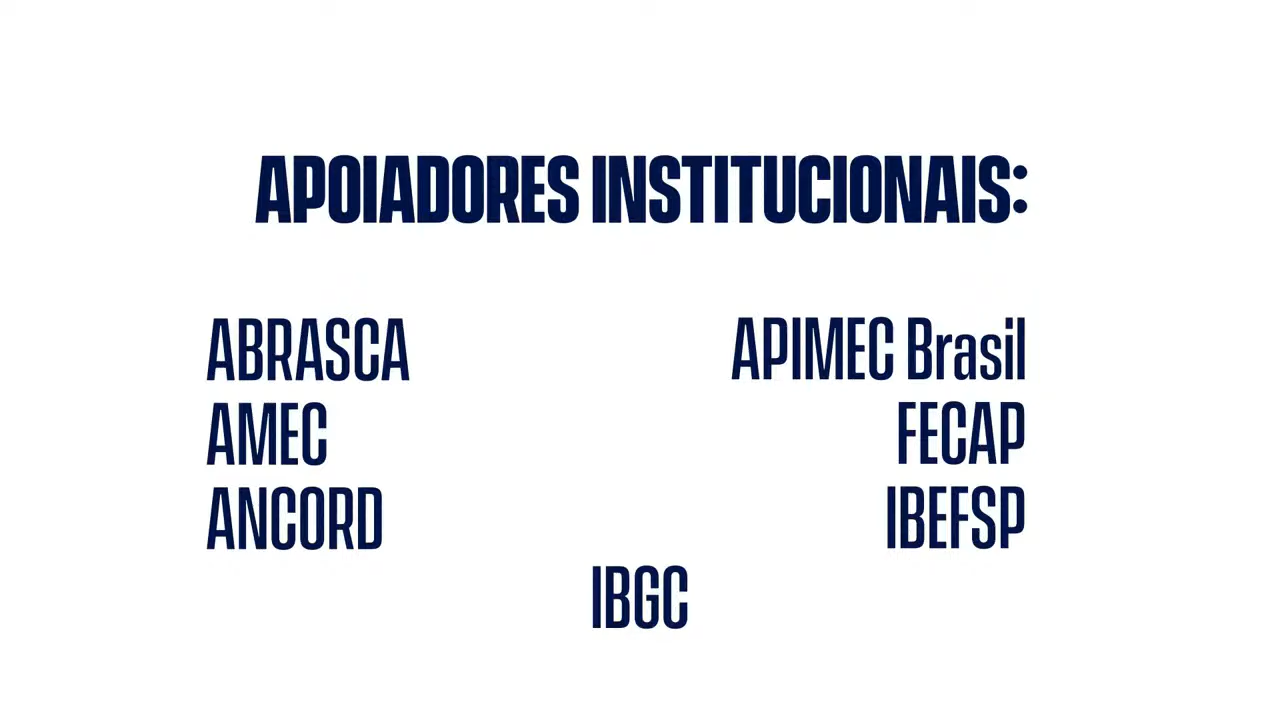 APOIADORES INSTITUCIONAIS:
ABRASCA
APIMEC Brasil
AMEC
FECAP
ANCORD
IBEFSP
IBGC